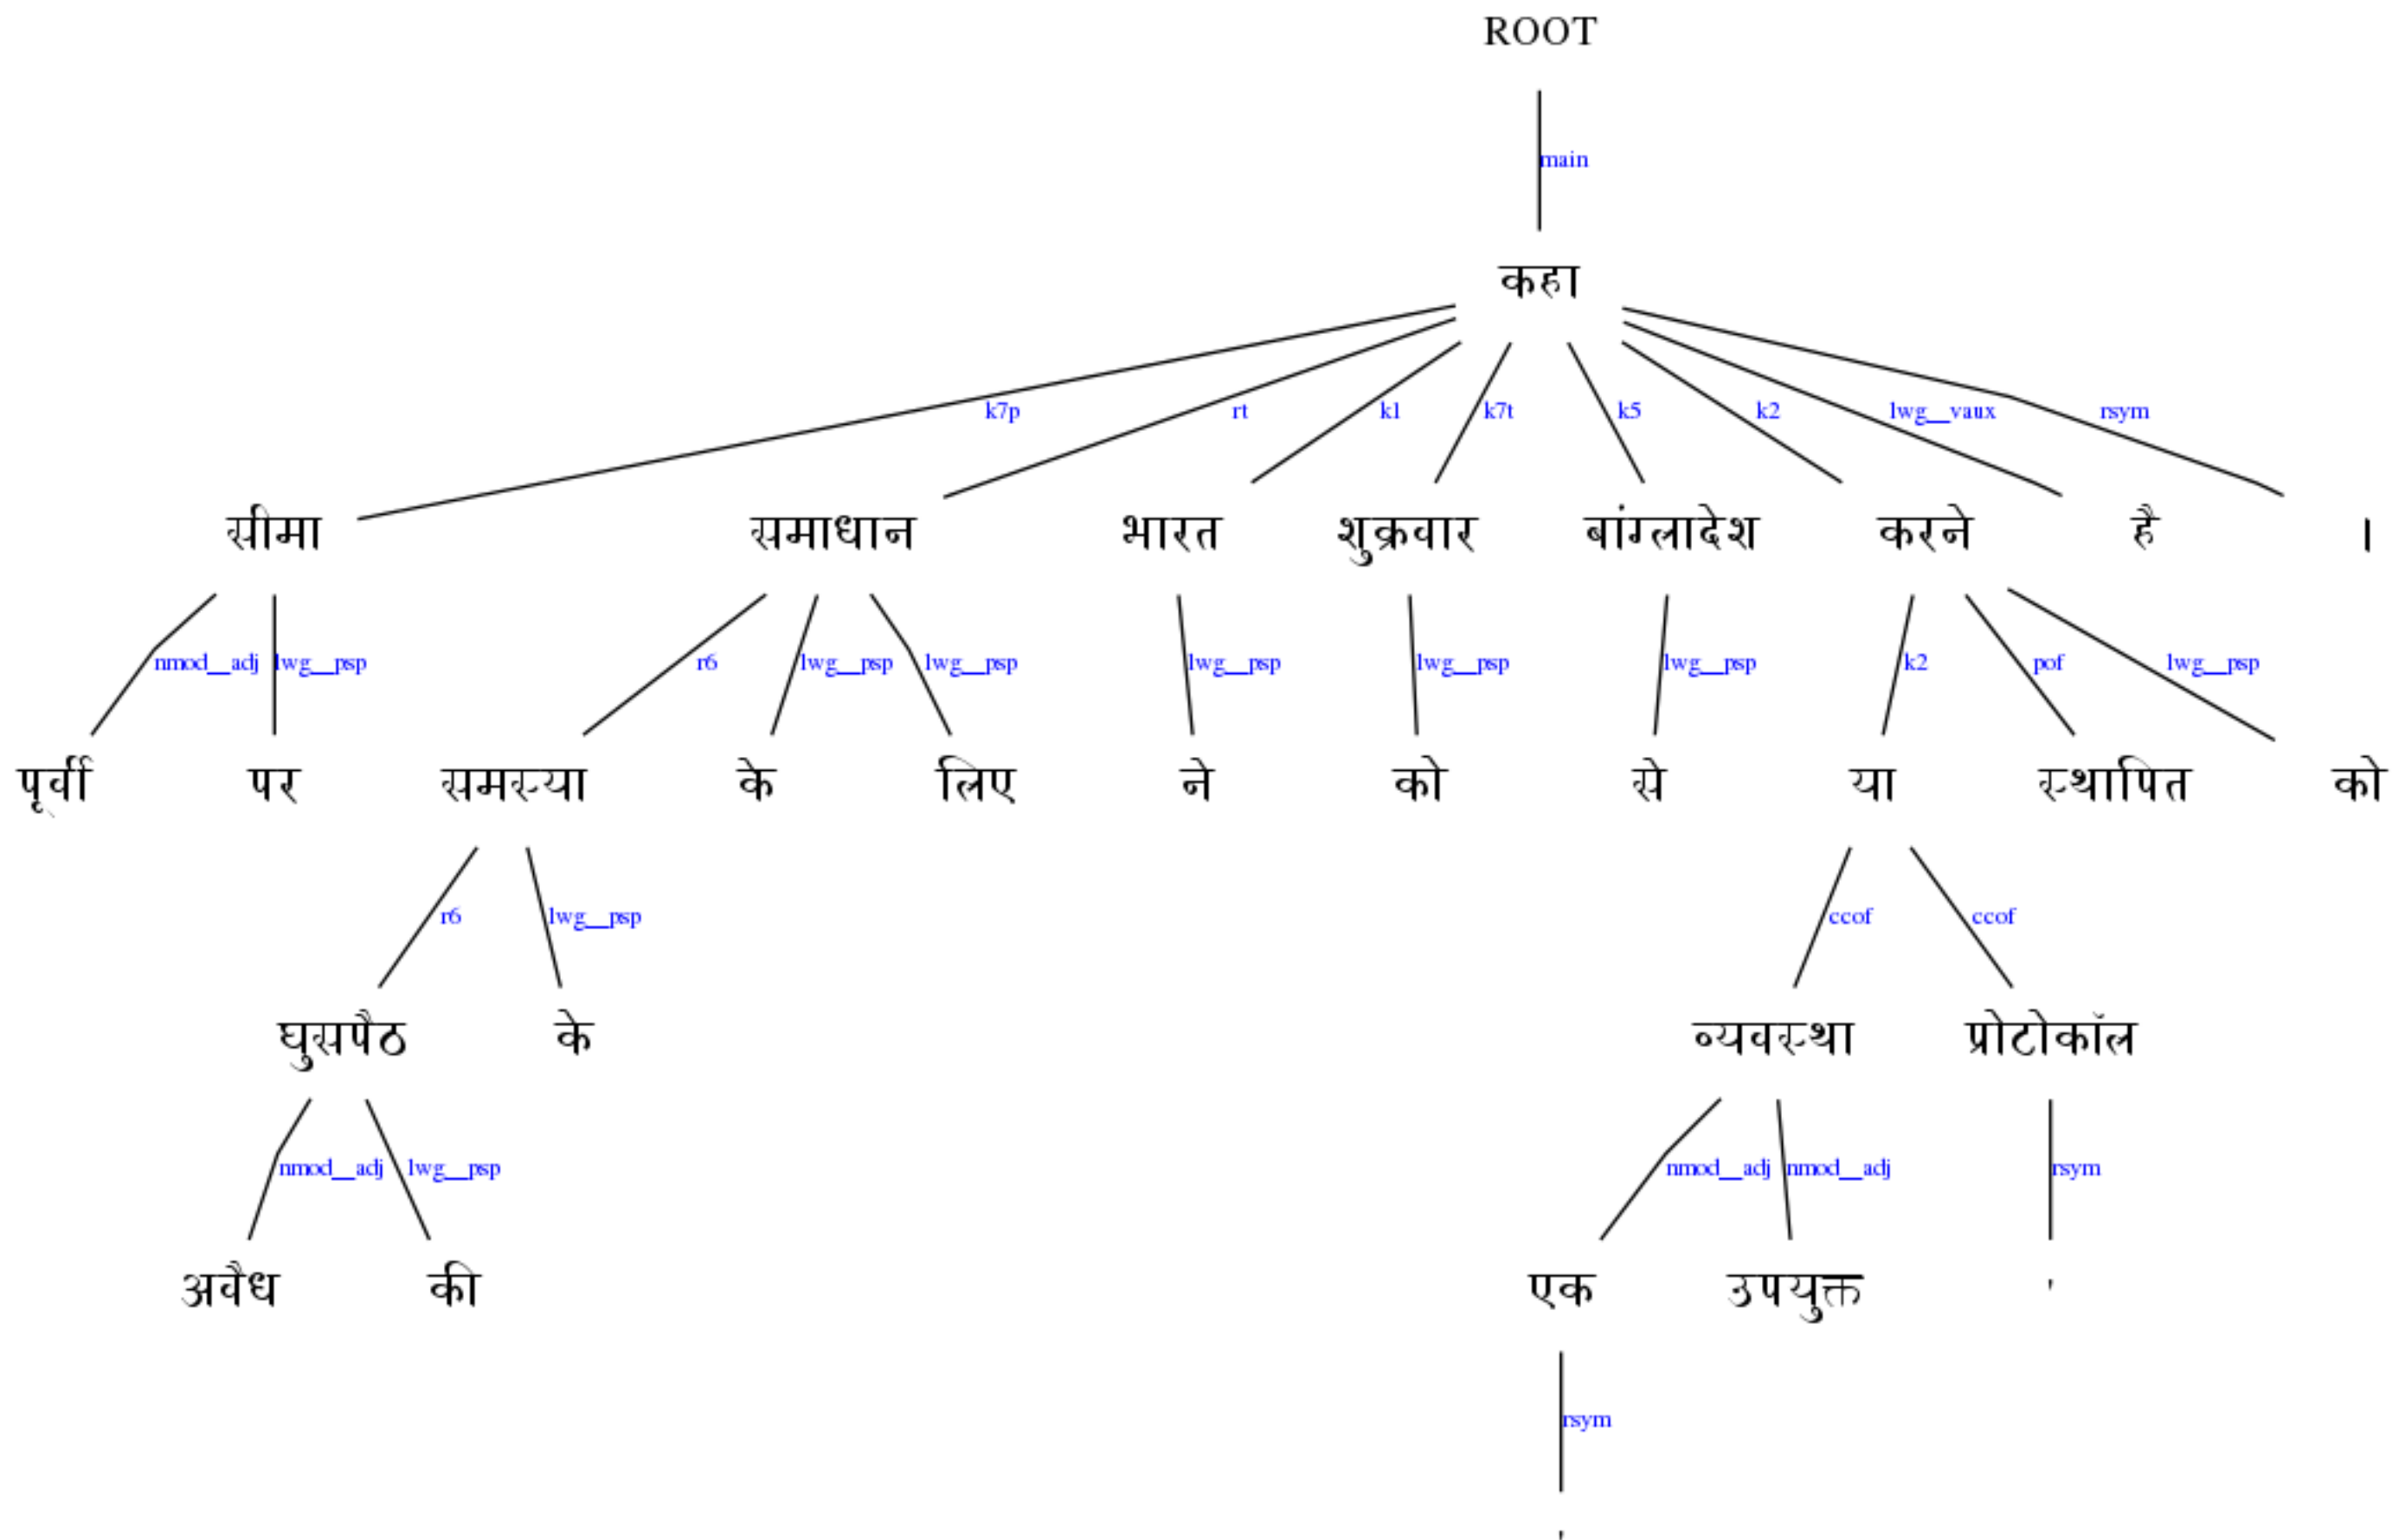 ROOT
main
कहा
k7p rt k1 k7t k5 k2 lwg__vaux rsym
सीमा समाधान भारत शुक्रवार बांग्लादेश करने है ।
nmod__adj lwg__psp r6 lwg__psp lwg__psp lwg__psp lwg__psp lwg__psp k2 pof lwg__psp
पूर्वी पर समस्या के लिए ने को से या स्थापित को
r6 lwg__psp ccof ccof
घुसपैठ के व्यवस्था प्रोटोकॉल
nmod__adj lwg__psp nmod__adj nmod__adj rsym
अवैध की एक उपयुक्त '
rsym
'